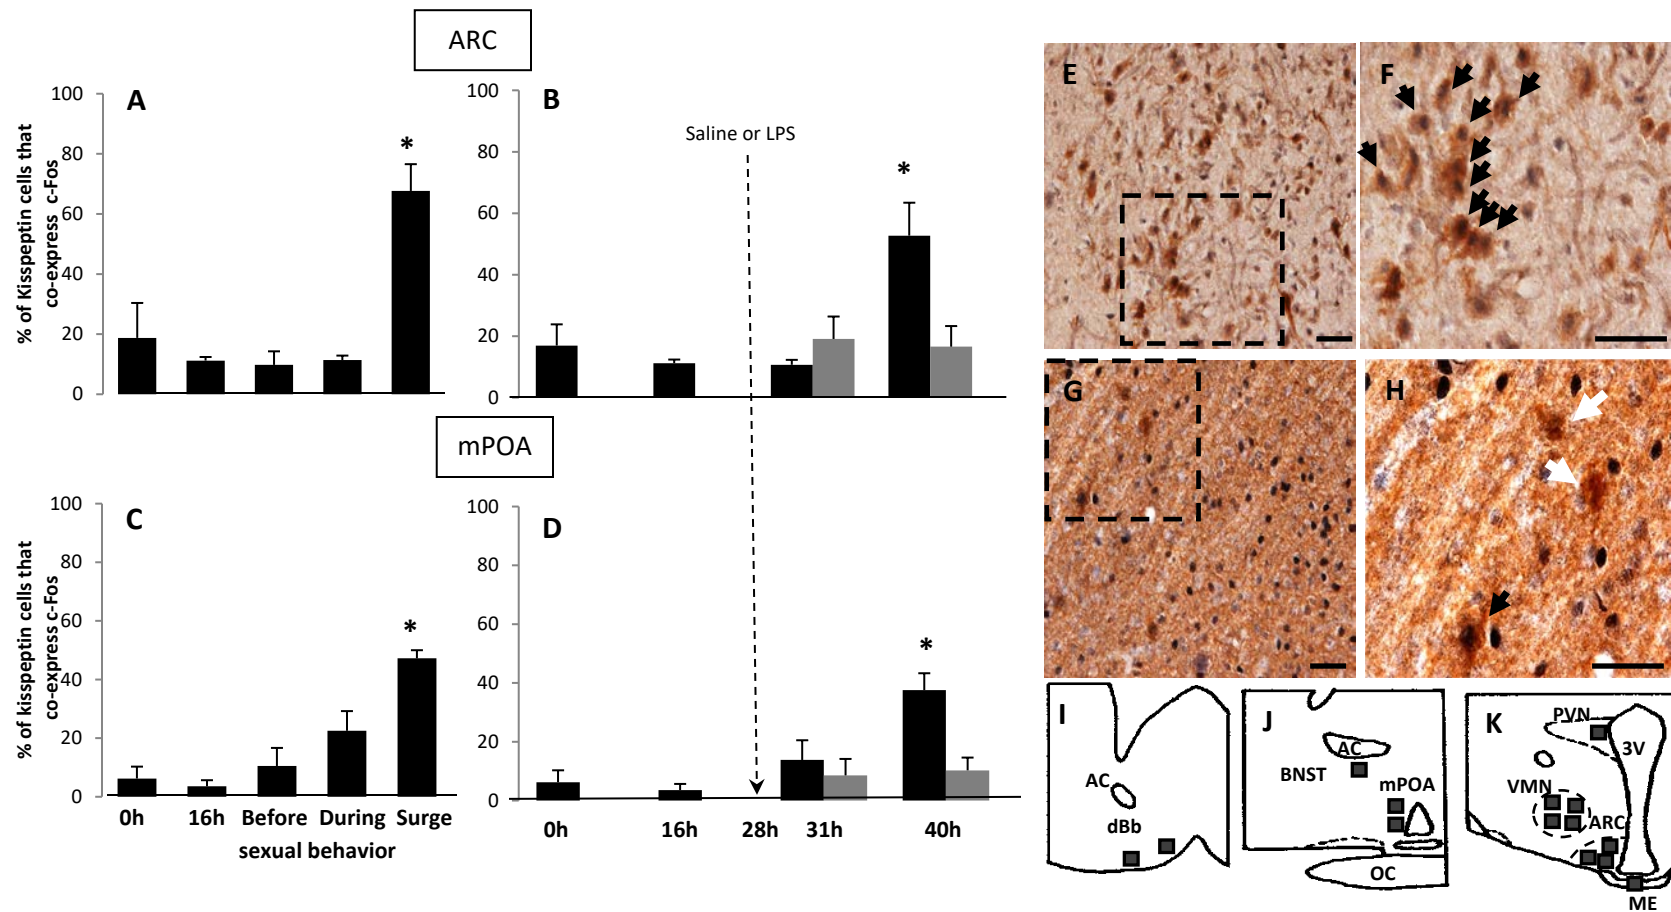 ARC
A
% of Kisspeptin cells that
co-express c-Fos
100
80
60
40
20
0
*
B
100
80
60
40
20
0
Saline or LPS
*
mPOA
C
% of kisspeptin cells that
co-express c-Fos
100
80
60
40
20
0
*
0h 16h Before During Surge
sexual behavior
D
100
80
60
40
20
0
*
0h 16h 28h 31h 40h
E
F
G
H
I
AC
dBb
J
AC
BNST
mPOA
OC
K
PVN
3V
VMN
ARC
ME